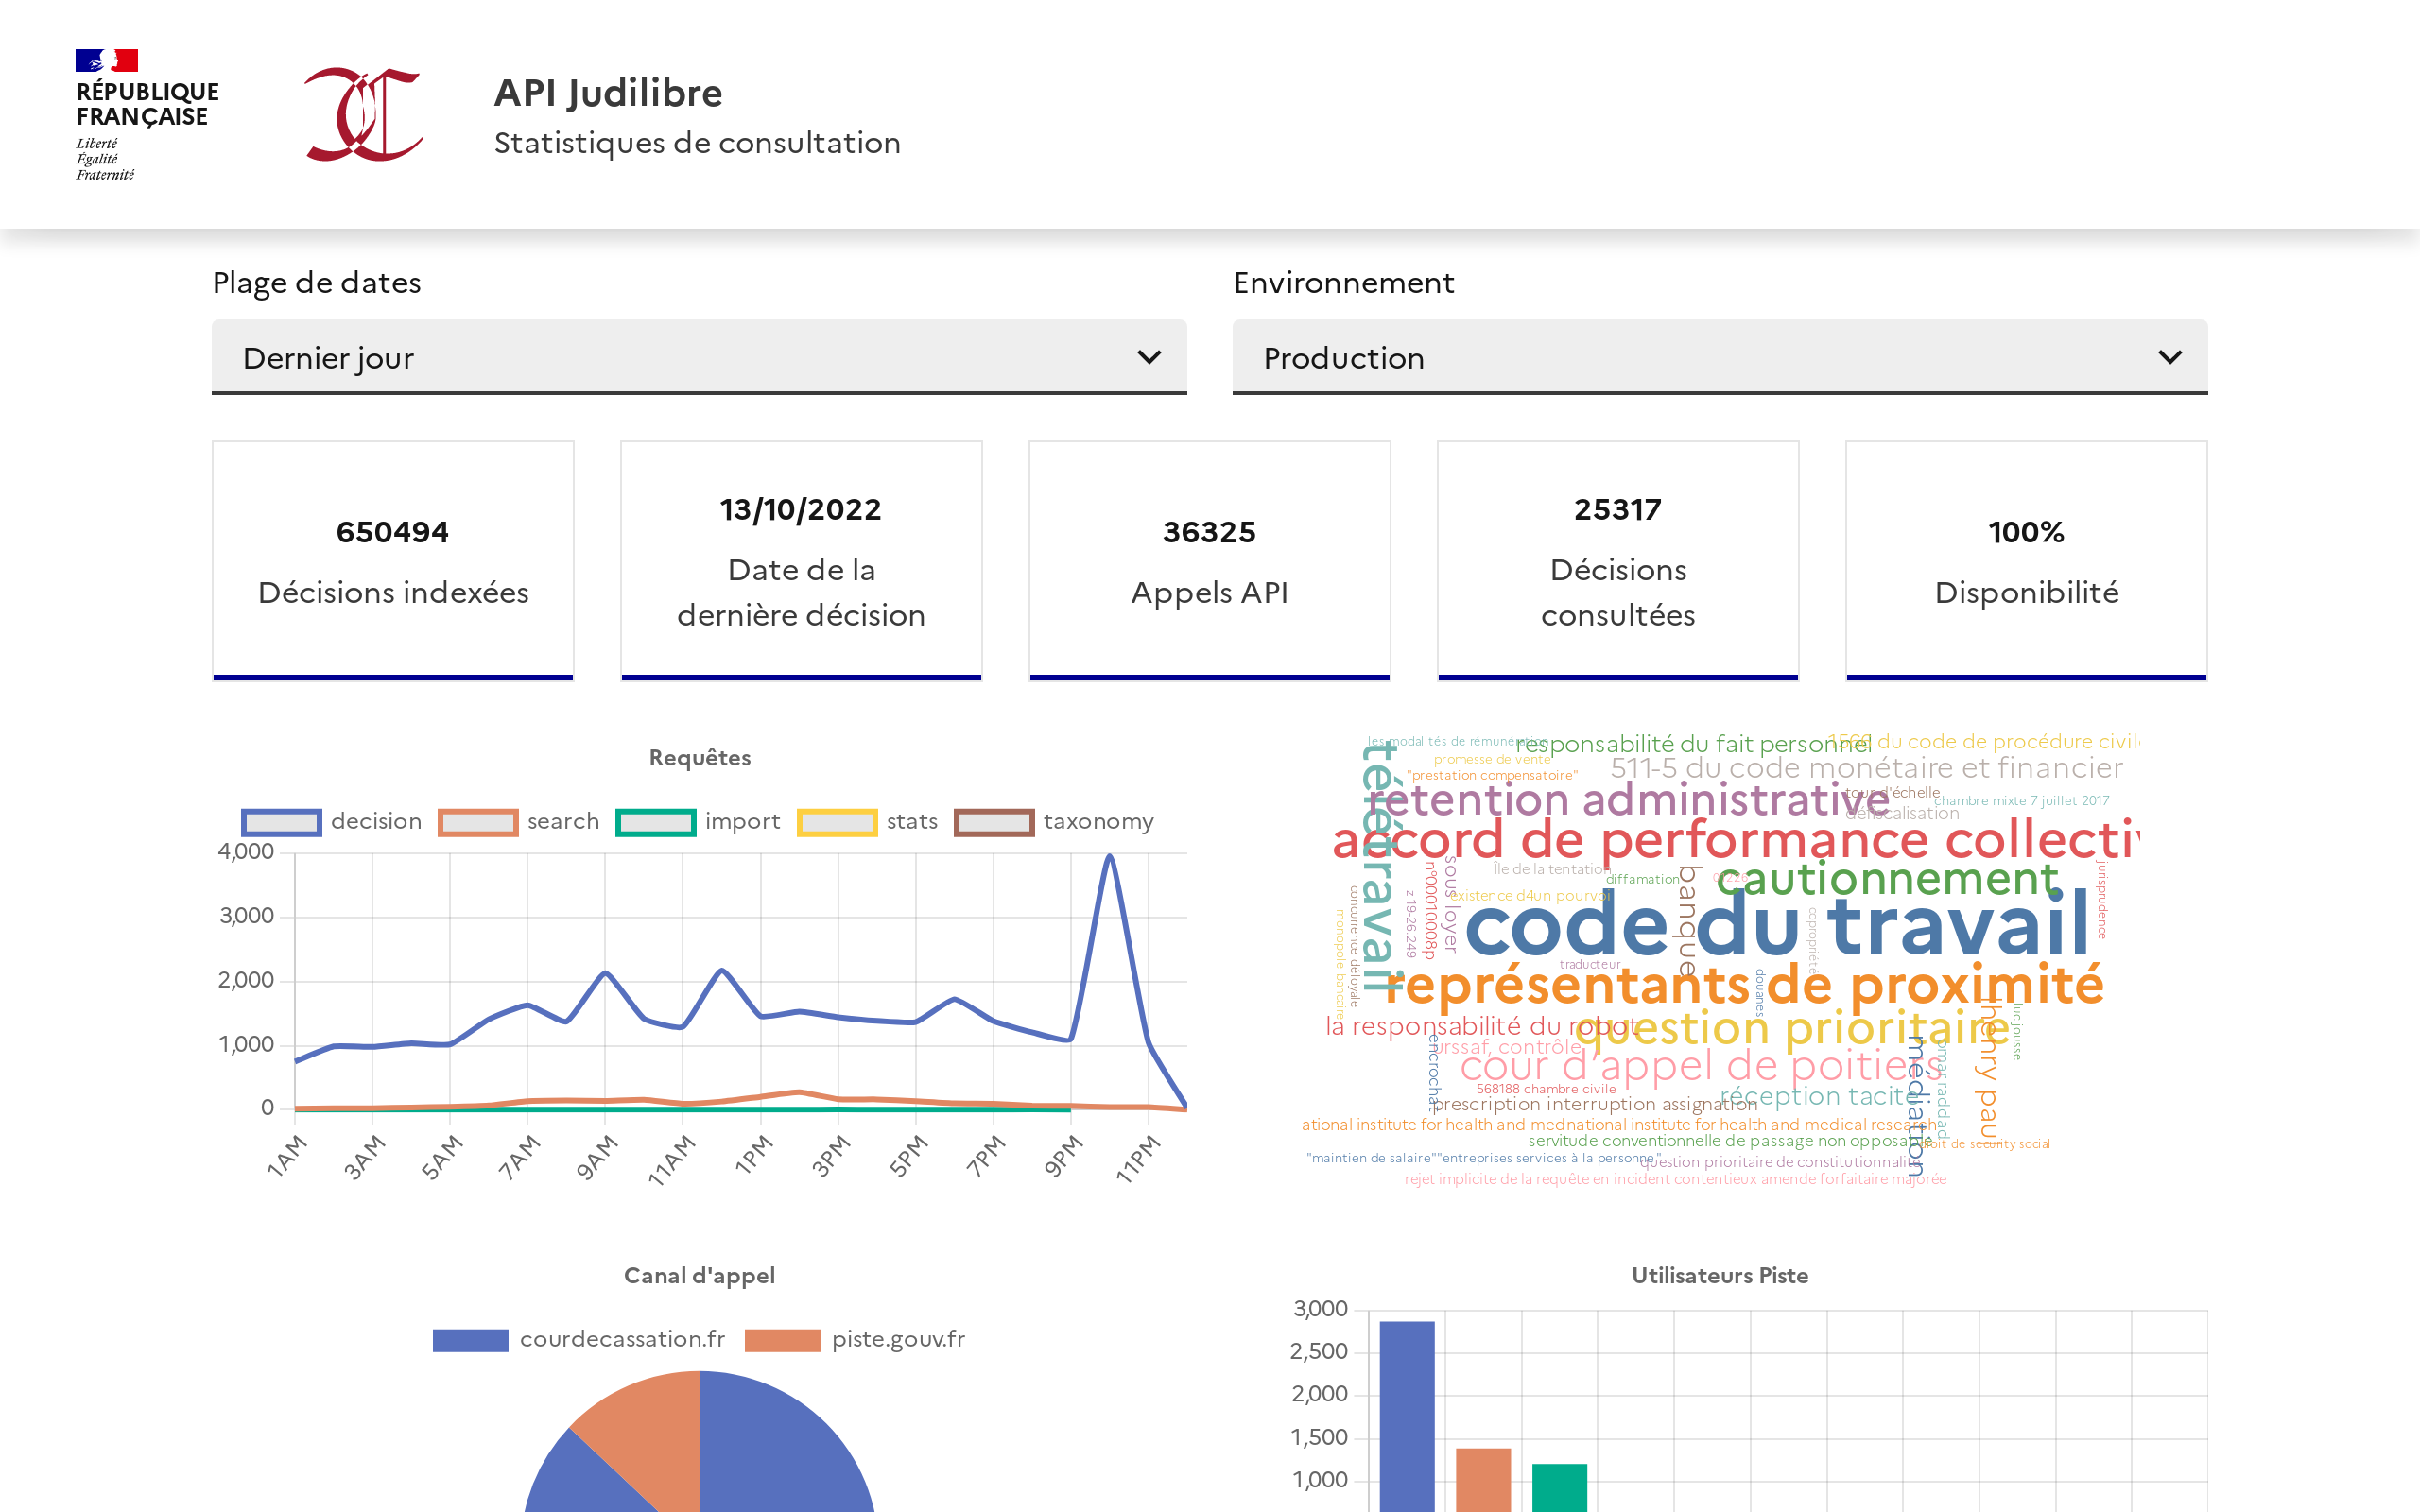 RÉPUBLIQUE
FRANÇAISE
Liberté
Égalité
Fraternité
API Judilibre
Statistiques de consultation
Plage de dates
Environnement
Dernier jour
Production
650494
Décisions indexées
13/10/2022
Date de la
dernière décision
36325
Appels API
25317
Décisions
consultées
100%
Disponibilité
Requêtes
decision search import stats taxonomy
4,000
3,000
2,000
1,000
0
1AM 3AM 5AM 7AM 9AM 11AM 1PM 3PM 5PM 7PM 9PM 11PM
les modalités de rémunération
responsabilité du fait personnel
du code de procédure civil
promesse de vente
"prestation compensatoire"
511-5 du code monétaire et financier
télétravail
rétention administrative
tour d'échelle
chambre mixte 7 juillet 2017
défiscalisation
accord de performance collectiv
île de la tentation
diffamation
banque
cautionnement
jurisprudence
sous loyer
n°00010008p
z 19-26.249
existence d4un pourvoi
concurrence déloyale
monopole bancaire
code du travail
copropriété
traducteur
douanes
représentants de proximité
la responsabilité du robot
question prioritaire
lhenry paul
luc jousse
urssaf, contrôle
encrochat
cour d'appel de poitiers
médiation
omar raddad
568188 chambre civile
réception tacite
prescription interruption assignation
ational institute for health and mednational institute for health and medical research
servitude conventionnelle de passage non opposable
droit de security social
"maintien de salaire""entreprises services à la personne"
question prioritaire de constitutionnalité
rejet implicite de la requête en incident contentieux amende forfaitaire majorée
Canal d'appel
courdecassation.fr piste.gouv.fr
Utilisateurs Piste
3,000
2,500
2,000
1,500
1,000